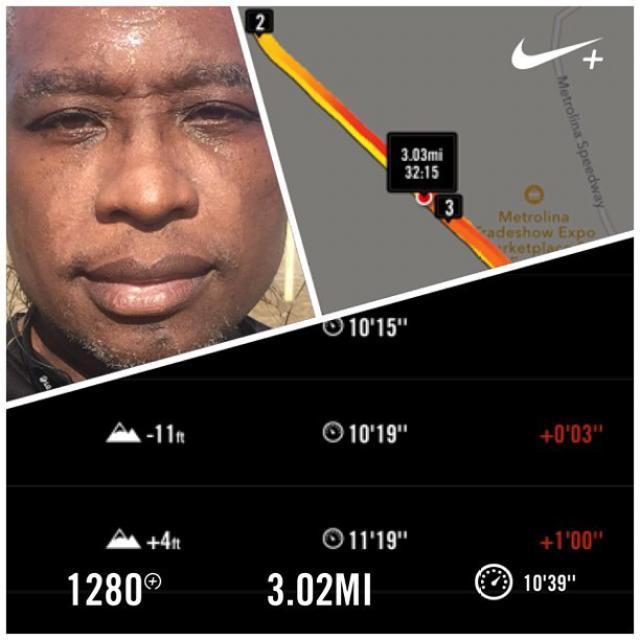 2
+
3.03mi
32:15
3
Metrolina Speedway
Metrolina
Tradeshow Expo
arketplace
10'15"
-11ft
10'19"
+0'03"
+4ft
11'19"
+1'00"
1280
3.02MI
10'39"